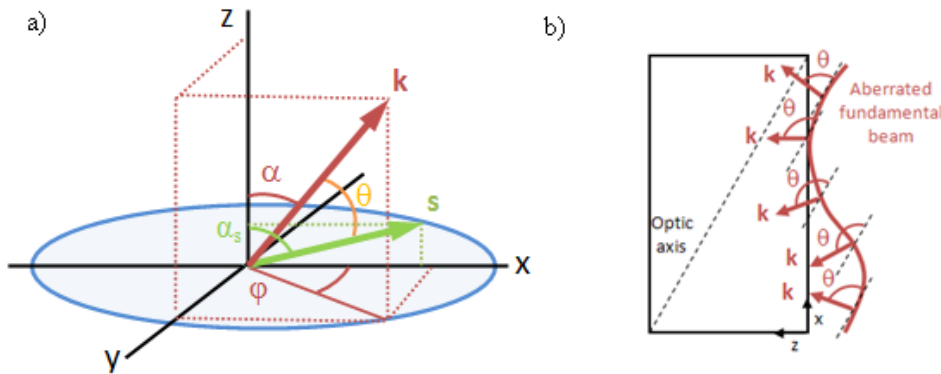 a)
z
k
α
θ
s
αs
x
φ
y
b)
θ
k
Aberrated
fundamental
beam
θ
k
θ
k
Optic
axis
θ
k
θ
k
x
z